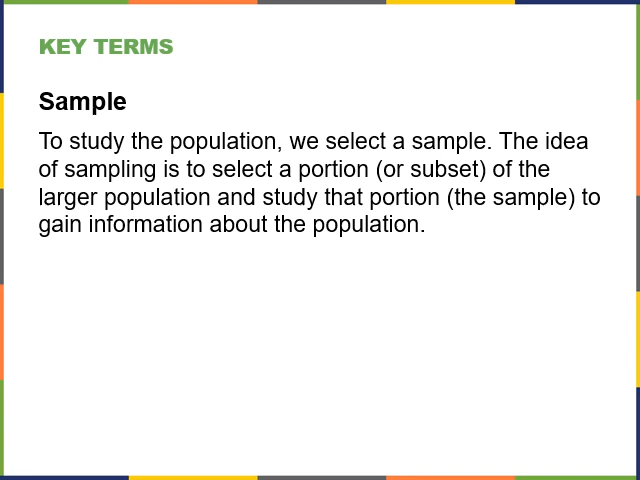 KEY TERMS
Sample
To study the population, we select a sample. The idea
of sampling is to select a portion (or subset) of the
larger population and study that portion (the sample) to
gain information about the population.